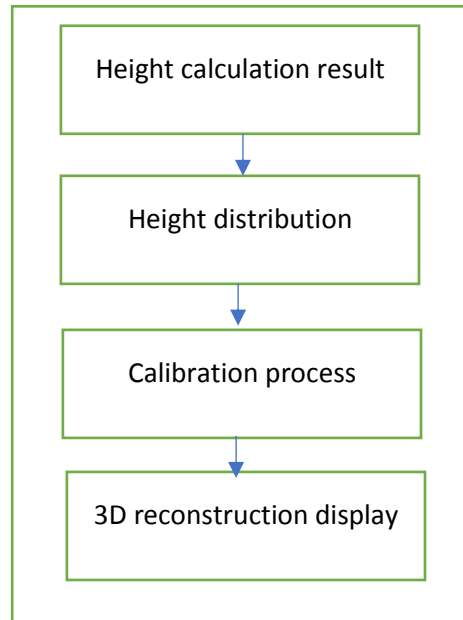 Height calculation result
Height distribution
Calibration process
3D reconstruction display